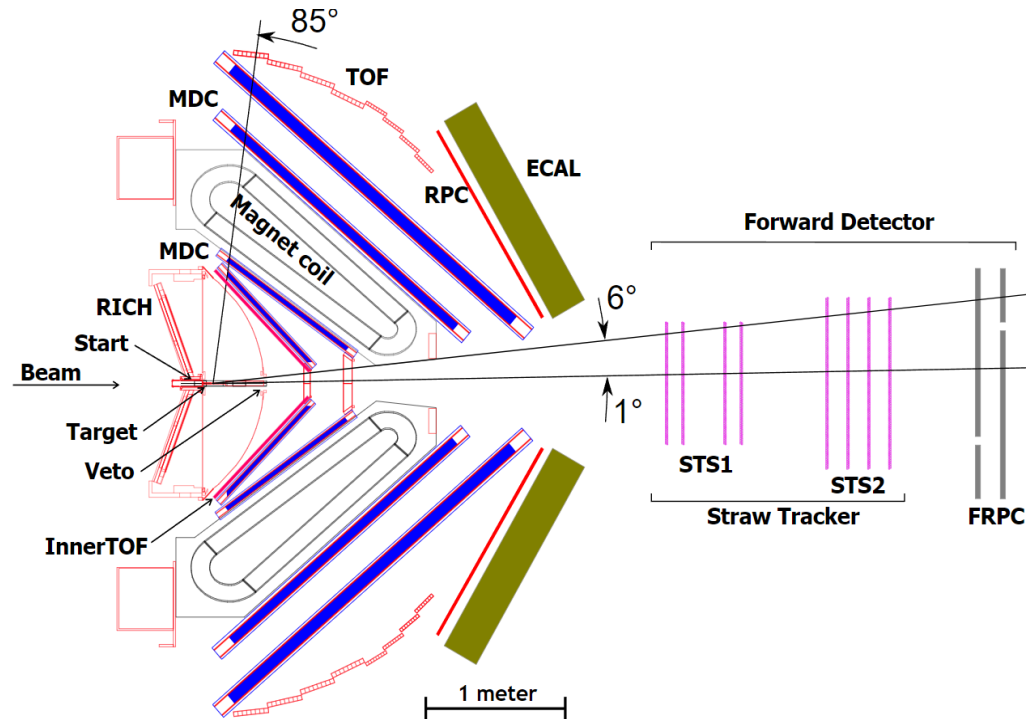 85°
TOF
MDC
ECAL
RPC
Magnet coil
Forward Detector
MDC
RICH
6°
Start
Beam
1°
Target
Veto
STS1
STS2
FRPC
Straw Tracker
InnerTOF
1 meter